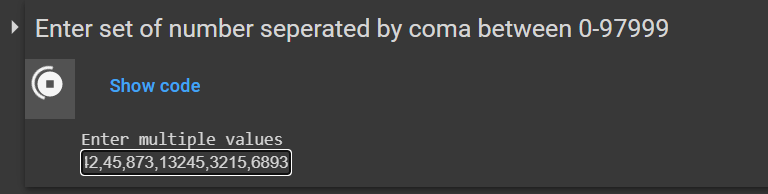 Enter set of number seperated by coma between 0-97999
Show code
Enter multiple values
2,45,873,13245,3215,6893